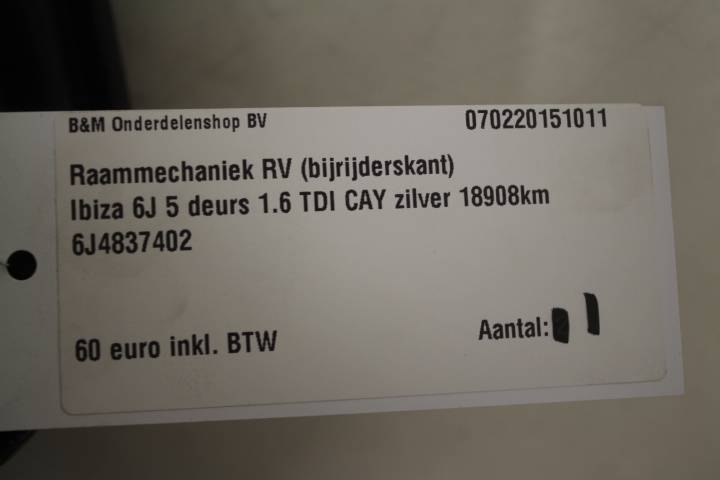 B&M Onderdelenshop BV 070220151011
Raammechaniek RV (bijrijderskant)
Ibiza 6J 5 deurs 1.6 TDI CAY zilver 18908km
6J4837402
60 euro inkl. BTW Aantal: 1